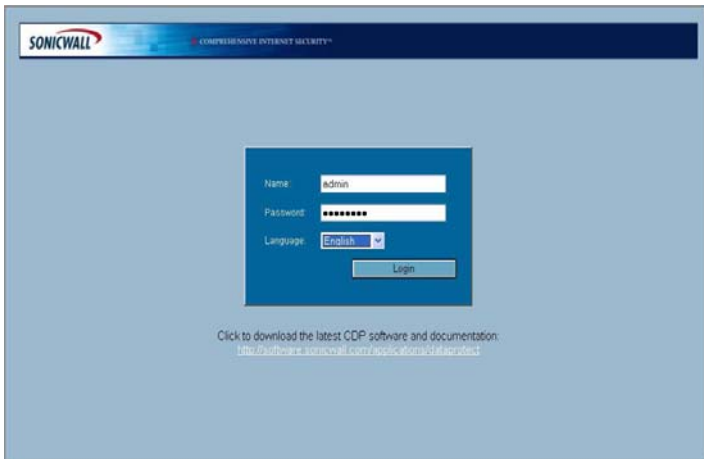 SONICWALL
COMPREHENSIVE INTERNET SECURITY™
Name: admin
Password: ●●●●●●●●
Language: English
Login
Click to download the latest CDP software and documentation:
http://software.sonicwall.com/applications/dataprotect